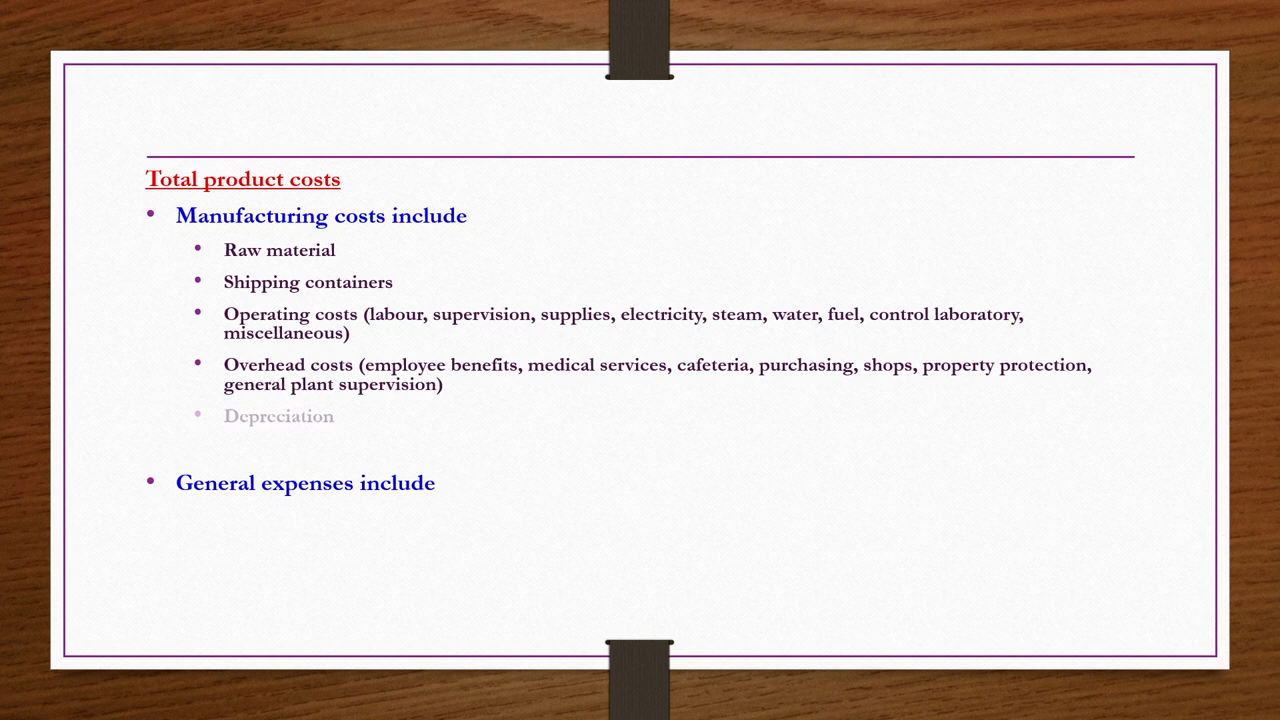 Total product costs
• Manufacturing costs include
• Raw material
• Shipping containers
• Operating costs (labour, supervision, supplies, electricity, steam, water, fuel, control laboratory,
miscellaneous)
• Overhead costs (employee benefits, medical services, cafeteria, purchasing, shops, property protection,
general plant supervision)
• Depreciation
• General expenses include